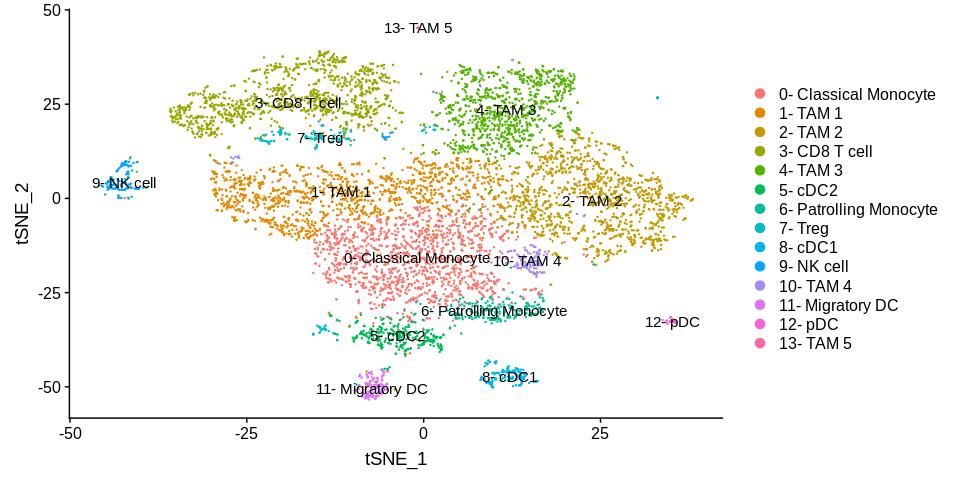 50
25
0
-25
-50
tSNE_2
-50
-25
0
25
tSNE_1
13- TAM 5
3- CD8 T cell
4- TAM 3
7- Treg
9- NK cell
1- TAM 1
2- TAM 2
0- Classical Monocyte
10- TAM 4
6- Patrolling Monocyte
12- pDC
5- cDC2
8- cDC1
11- Migratory DC
0- Classical Monocyte
1- TAM 1
2- TAM 2
3- CD8 T cell
4- TAM 3
5- cDC2
6- Patrolling Monocyte
7- Treg
8- cDC1
9- NK cell
10- TAM 4
11- Migratory DC
12- pDC
13- TAM 5